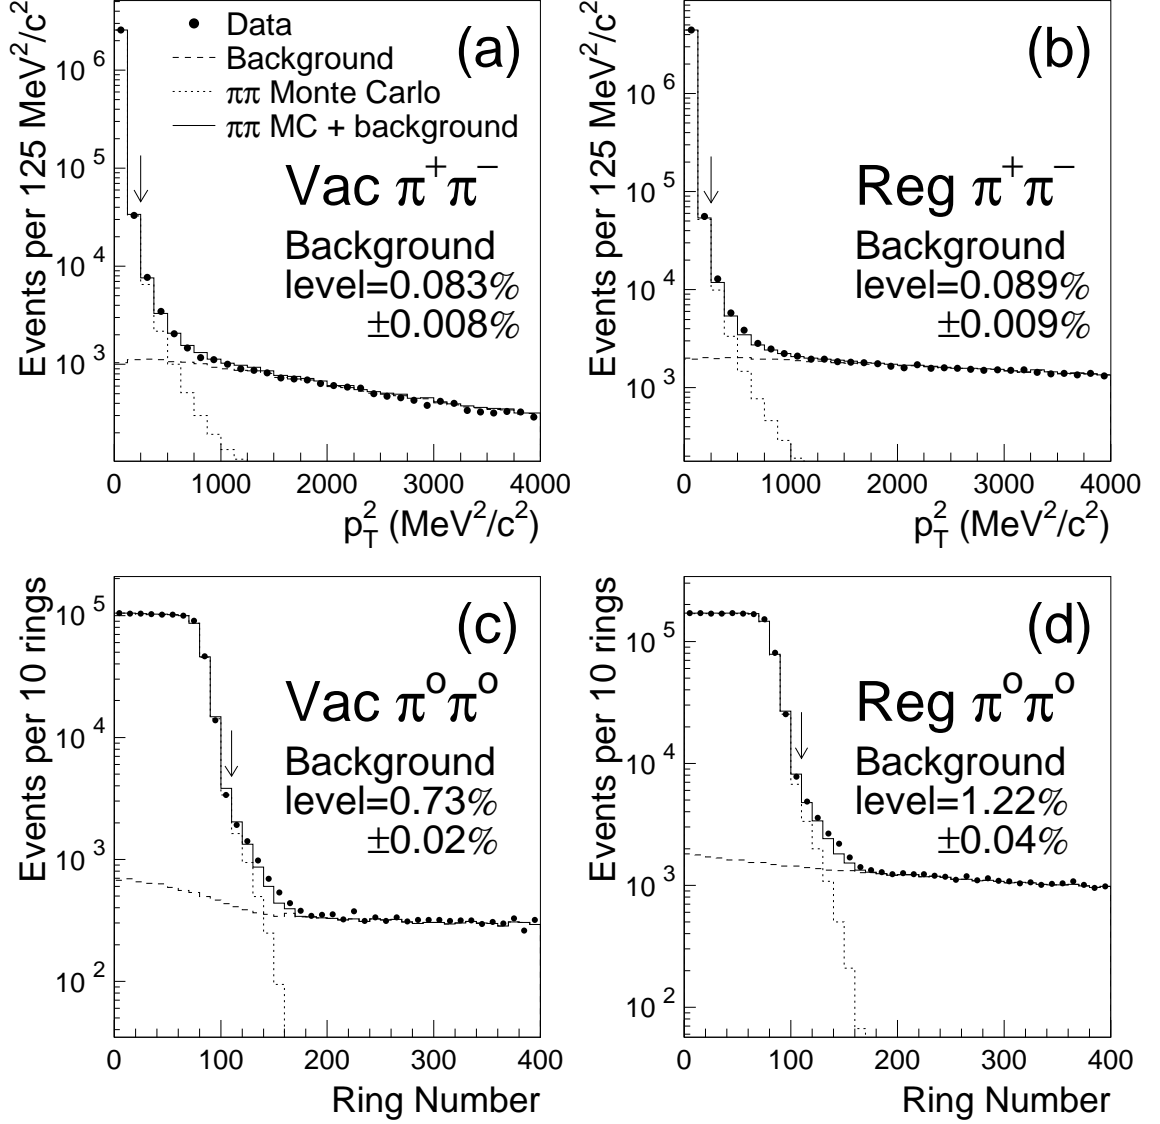 Events per 125 MeV²/c²
10⁶
10⁵
10⁴
10³
Data
Background
ππ Monte Carlo
ππ MC + background
(a)
Vac π⁺π⁻
Background
level=0.083%
±0.008%
0 1000 2000 3000 4000
p_T² (MeV²/c²)
Events per 125 MeV²/c²
10⁶
10⁵
10⁴
10³
(b)
Reg π⁺π⁻
Background
level=0.089%
±0.009%
0 1000 2000 3000 4000
p_T² (MeV²/c²)
Events per 10 rings
10⁵
10⁴
10³
10²
(c)
Vac π⁰π⁰
Background
level=0.73%
±0.02%
0 100 200 300 400
Ring Number
Events per 10 rings
10⁵
10⁴
10³
10²
(d)
Reg π⁰π⁰
Background
level=1.22%
±0.04%
0 100 200 300 400
Ring Number